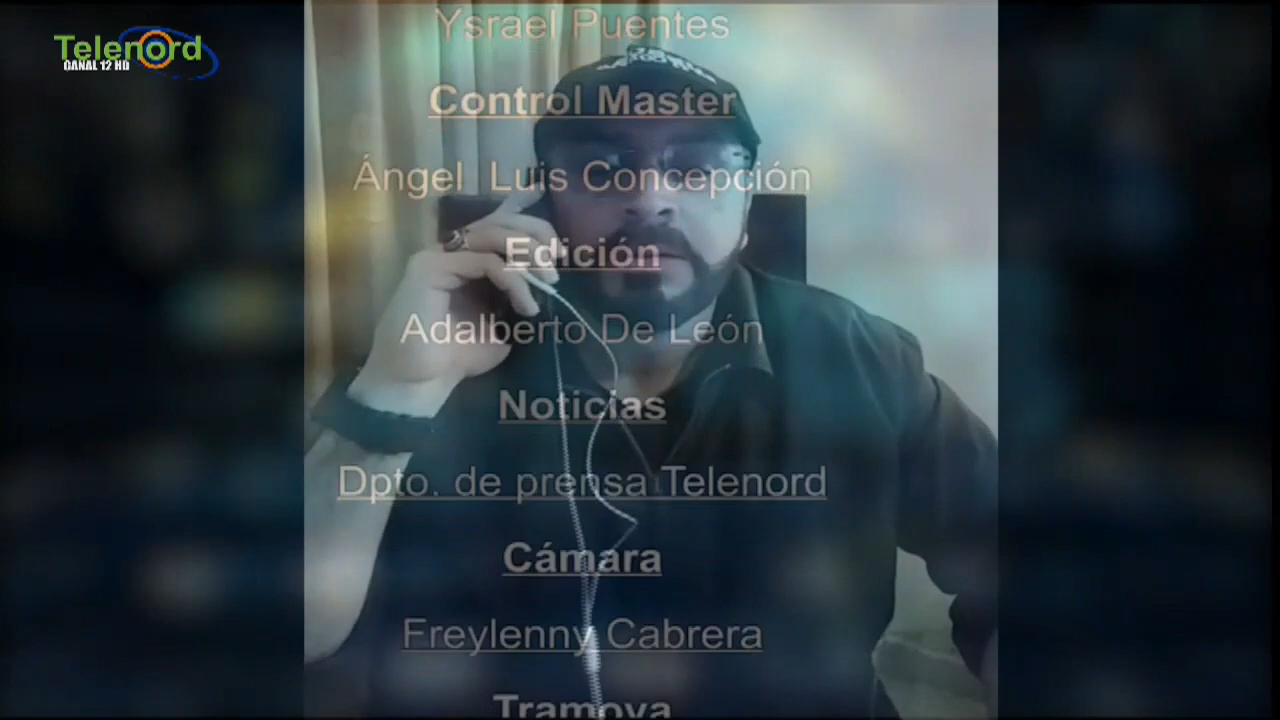 Telenord
CANAL 12 HD
Ysrael Puentes
Control Master
Ángel Luis Concepción
Edición
Adalberto De León
Noticias
Dpto. de prensa Telenord
Cámara
Freylenny Cabrera
Tramoya